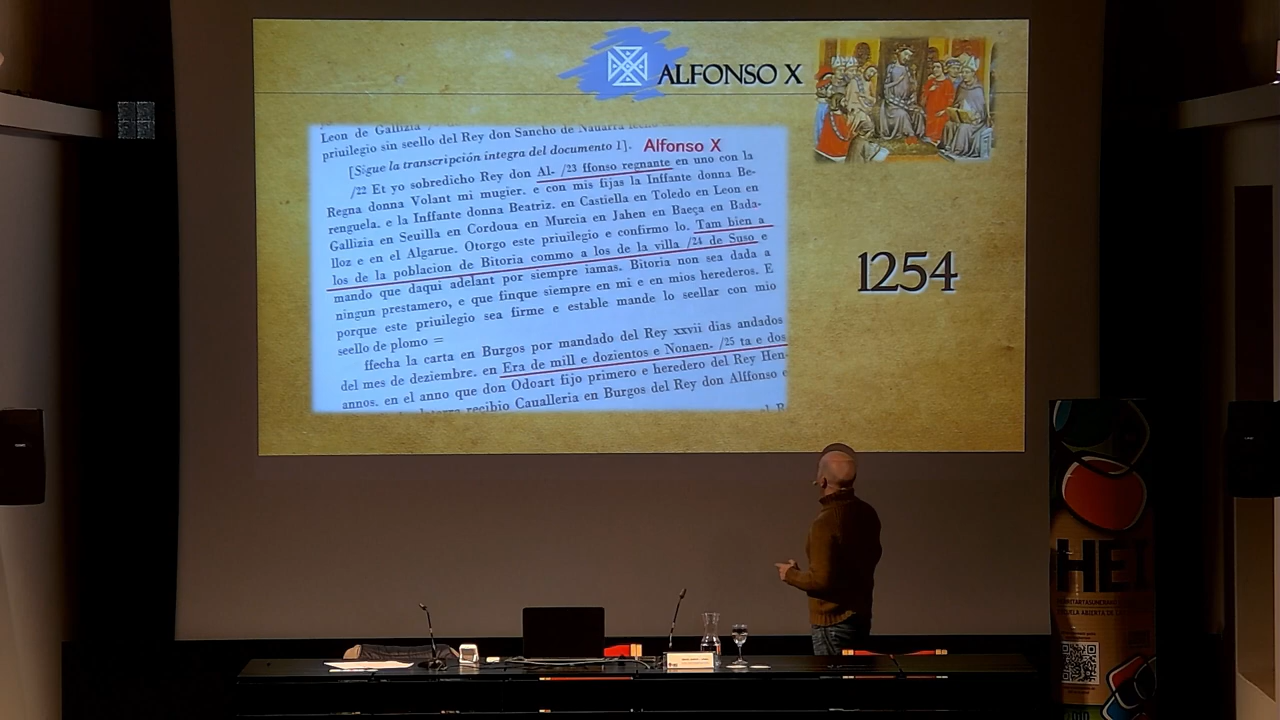 ALFONSO X
Leon de Gallizia
priuilegio sin seello del Rey don Sancho de Nauarra
[Sigue la transcripción íntegra del documento 1].
Alfonso X
/22 Et yo sobredicho Rey don Al- /23 ffonso regnante en uno con la
Regna donna Volant mi mugier. e con mis fijas la Inffante donna Be-
renguela. e la Inffante donna Beatriz. en Castiella en Toledo en Leon en
Gallizia en Seuilla en Cordoua en Murcia en Jahen en Baeça en Bada-
lloz e en el Algarue. Otorgo este priuilegio e confirmo lo. Tam bien a
los de la poblacion de Bitoria commo a los de la villa /24 de Suso e
mando que daqui adelant por siempre iamas. Bitoria non sea dada a
ningun prestamero, e que finque siempre en mi e en mios herederos. E
porque este priuilegio sea firme e estable mande lo seellar con mio
seello de plomo =
ffecha la carta en Burgos por mandado del Rey xxvii dias andados
del mes de deziembre. en Era de mill e dozientos e Nonaen- /25 ta e dos
annos. en el anno que don Odoart fijo primero e heredero del Rey Hen-
recibio Caualleria en Burgos del Rey don Alffonso e
1254
HEI